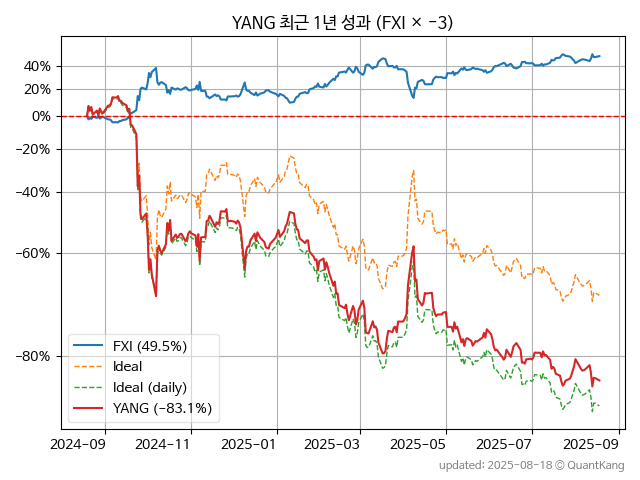 YANG 최근 1년 성과 (FXI × −3)
40%
20%
0%
−20%
−40%
−60%
−80%
FXI (49.5%)
Ideal
Ideal (daily)
YANG (−83.1%)
2024−09
2024−11
2025−01
2025−03
2025−05
2025−07
2025−09
updated: 2025-08-18 © QuantKang